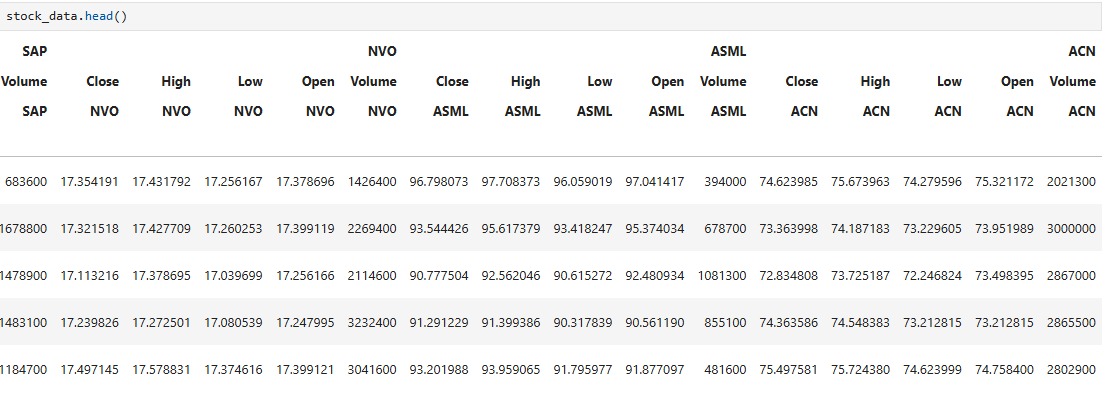 stock_data.head()
SAP NVO ASML ACN
Volume Close High Low Open Volume Close High Low Open Volume Close High Low Open Volume
SAP NVO NVO NVO NVO NVO ASML ASML ASML ASML ASML ACN ACN ACN ACN ACN
683600 17.354191 17.431792 17.256167 17.378696 1426400 96.798073 97.708373 96.059019 97.041417 394000 74.623985 75.673963 74.279596 75.321172 2021300
1678800 17.321518 17.427709 17.260253 17.399119 2269400 93.544426 95.617379 93.418247 95.374034 678700 73.363998 74.187183 73.229605 73.951989 3000000
1478900 17.113216 17.378695 17.039699 17.256166 2114600 90.777504 92.562046 90.615272 92.480934 1081300 72.834808 73.725187 72.246824 73.498395 2867000
1483100 17.239826 17.272501 17.080539 17.247995 3232400 91.291229 91.399386 90.317839 90.561190 855100 74.363586 74.548383 73.212815 73.212815 2865500
1184700 17.497145 17.578831 17.374616 17.399121 3041600 93.201988 93.959065 91.795977 91.877097 481600 75.497581 75.724380 74.623999 74.758400 2802900